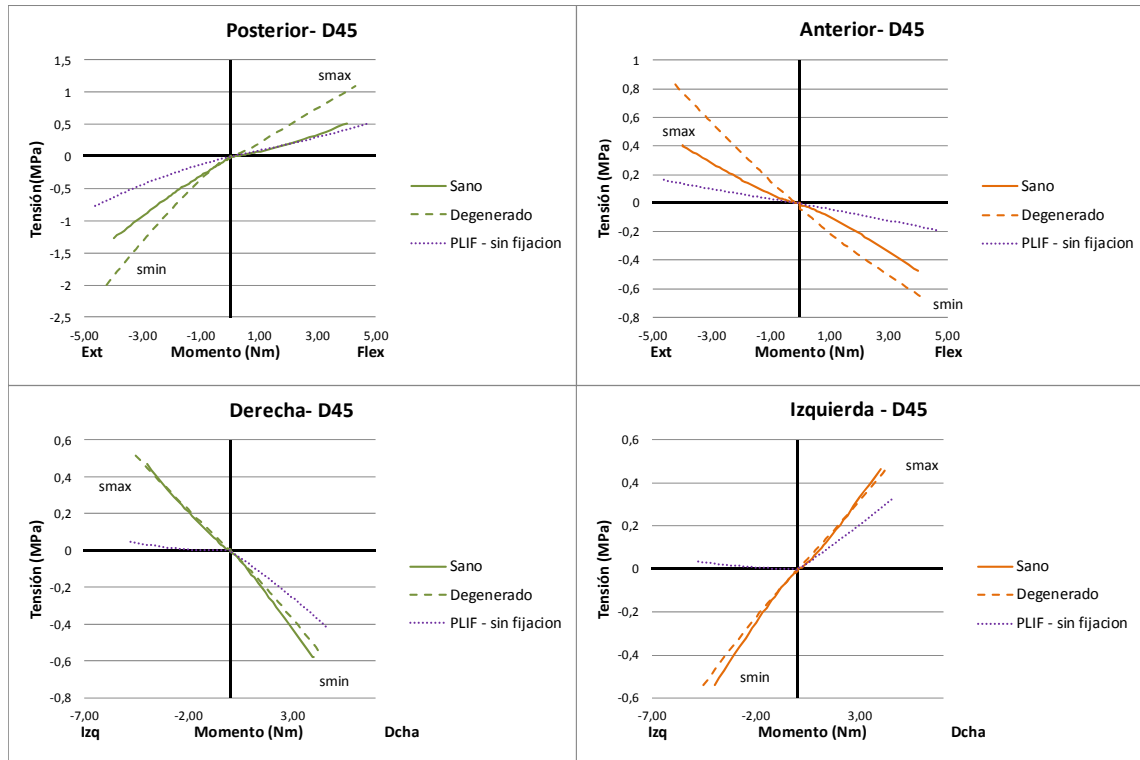 Posterior- D45
1,5
1
0,5
0
-0,5
-1
-1,5
-2
-2,5
Tensión(MPa)
smax
smin
-5,00 -3,00 -1,00 1,00 3,00 5,00
Ext Momento (Nm) Flex
Sano
Degenerado
PLIF - sin fijacion
Anterior- D45
1
0,8
0,6
0,4
0,2
0
-0,2
-0,4
-0,6
-0,8
Tensión (MPa)
smax
smin
-5,00 -3,00 -1,00 1,00 3,00 5,00
Ext Momento (Nm) Flex
Sano
Degenerado
PLIF - sin fijacion
Derecha- D45
0,6
0,4
0,2
0
-0,2
-0,4
-0,6
-0,8
Tensión (MPa)
smax
smin
-7,00 -2,00 3,00
Izq Momento (Nm) Dcha
Sano
Degenerado
PLIF - sin fijacion
Izquierda - D45
0,6
0,4
0,2
0
-0,2
-0,4
-0,6
Tensión (MPa)
smax
smin
-7,00 -2,00 3,00
Izq Momento (Nm) Dcha
Sano
Degenerado
PLIF - sin fijacion